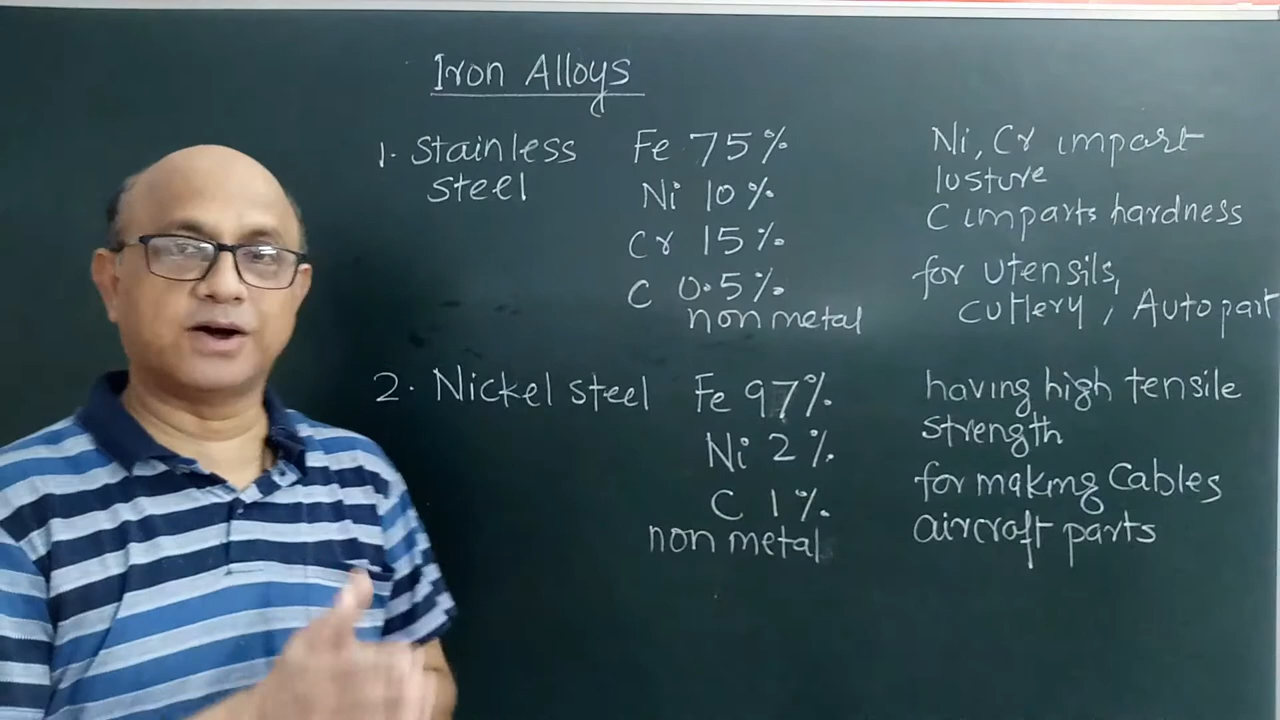 Iron Alloys
1. Stainless steel
Fe 75%
Ni 10%
Cr 15%
C 0.5%
non metal
Ni, Cr impart
lusture
C imparts hardness
for utensils,
cutlery, Auto part
2. Nickel steel
Fe 97%
Ni 2%
C 1%
non metal
having high tensile
strength
for making Cables
aircraft parts